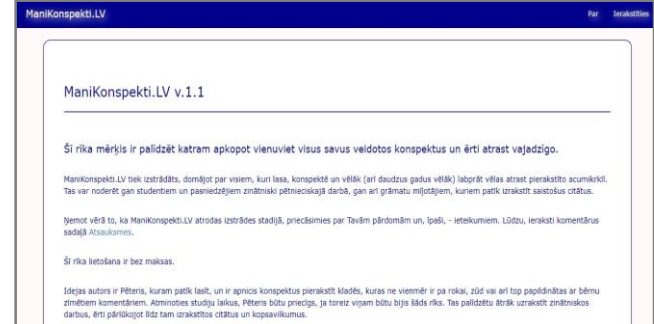 ManiKonspekti.LV
Par Ierakstīties
ManiKonspekti.LV v.1.1
Šī rīka mērķis ir palīdzēt katram apkopot vienuviet visus savus veidotos konspektus un ērti atrast vajadzīgo.
ManiKonspekti.LV tiek izstrādāts, domājot par visiem, kuri lasa, konspektē un vēlāk (arī daudzus gadus vēlāk) labprāt vēlas atrast pierakstīto acumirklī.
Tas var noderēt gan studentiem un pasniedzējiem zinātniski pētnieciskajā darbā, gan arī grāmatu mīļotājiem, kuriem patīk izrakstīt saistošus citātus.
Ņemot vērā to, ka ManiKonspekti.LV atrodas izstrādes stadijā, priecāsimies par Tavām pārdomām un, īpaši, - ieteikumiem. Lūdzu, ieraksti komentārus
sadaļā Atsauksmes.
Šī rīka lietošana ir bez maksas.
Idejas autors ir Pēteris, kuram patīk lasīt, un ir apnicis konspektus pierakstīt kladēs, kuras ne vienmēr ir pa rokai, zūd vai arī top papildinātas ar bērnu
zīmētiem komentāriem. Atminoties studiju laikus, Pēteris būtu priecīgs, ja toreiz viņam būtu bijis šāds rīks. Tas palīdzētu ātrāk uzrakstīt zinātniskos
darbus, ērti pārlūkojot līdz tam izrakstītos citātus un kopsavilkumus.